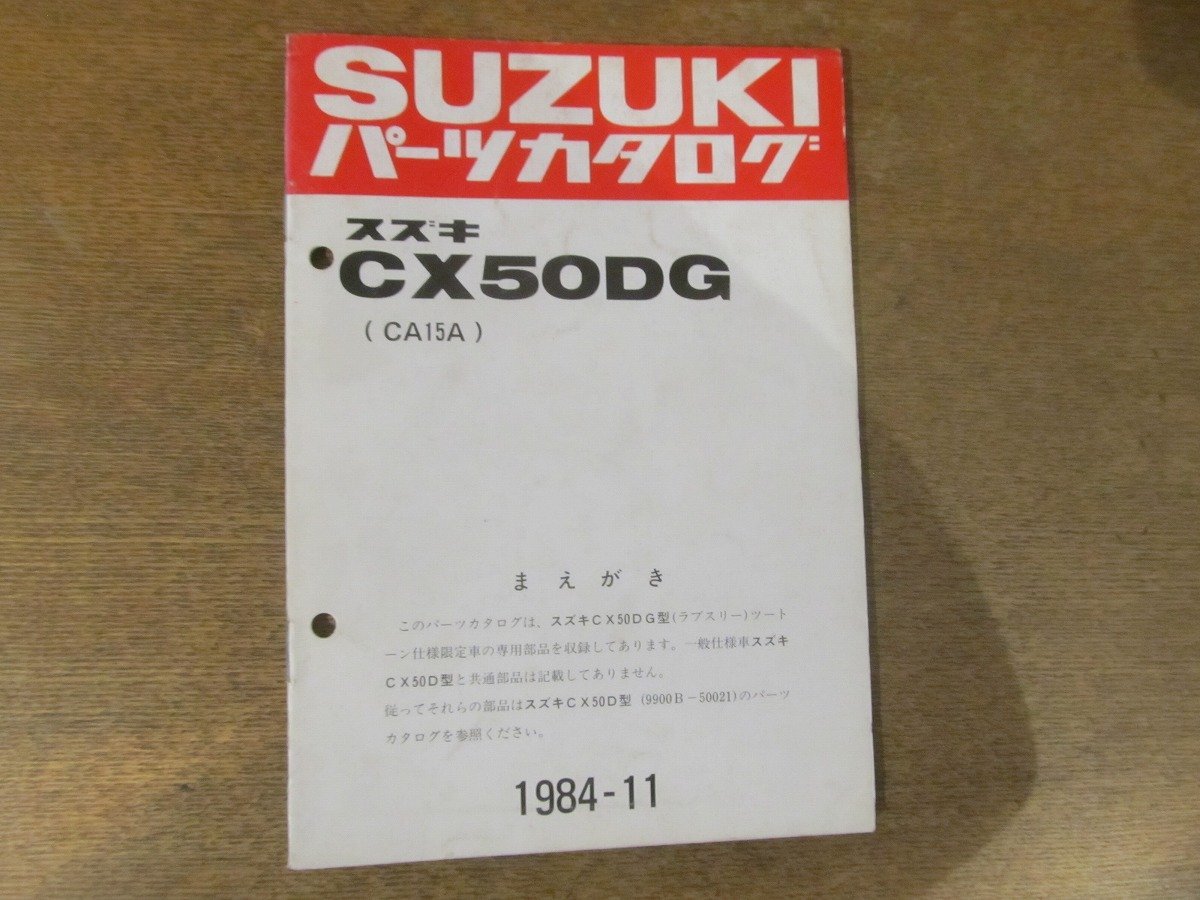 SUZUKI
パーツカタログ
スズキ
CX50DG
(CA15A)
まえがき
このパーツカタログは、スズキCX50DG型(ラブスリー)ツート
ーン仕様限定車の専用部品を収録してあります。一般仕様車スズキ
CX50D型と共通部品は記載してありません。
従ってそれらの部品はスズキCX50D型(9900B-50021)のパーツ
カタログを参照ください。
1984-11